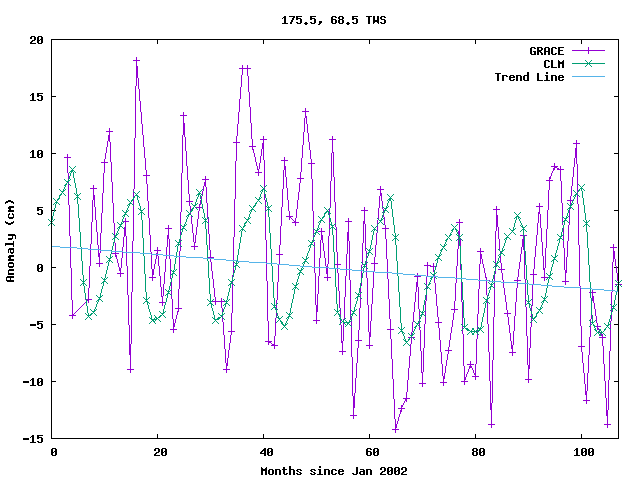 175.5, 68.5 TWS
GRACE
CLM
Trend Line
20
15
10
5
0
-5
-10
-15
Anomaly (cm)
0 20 40 60 80 100
Months since Jan 2002